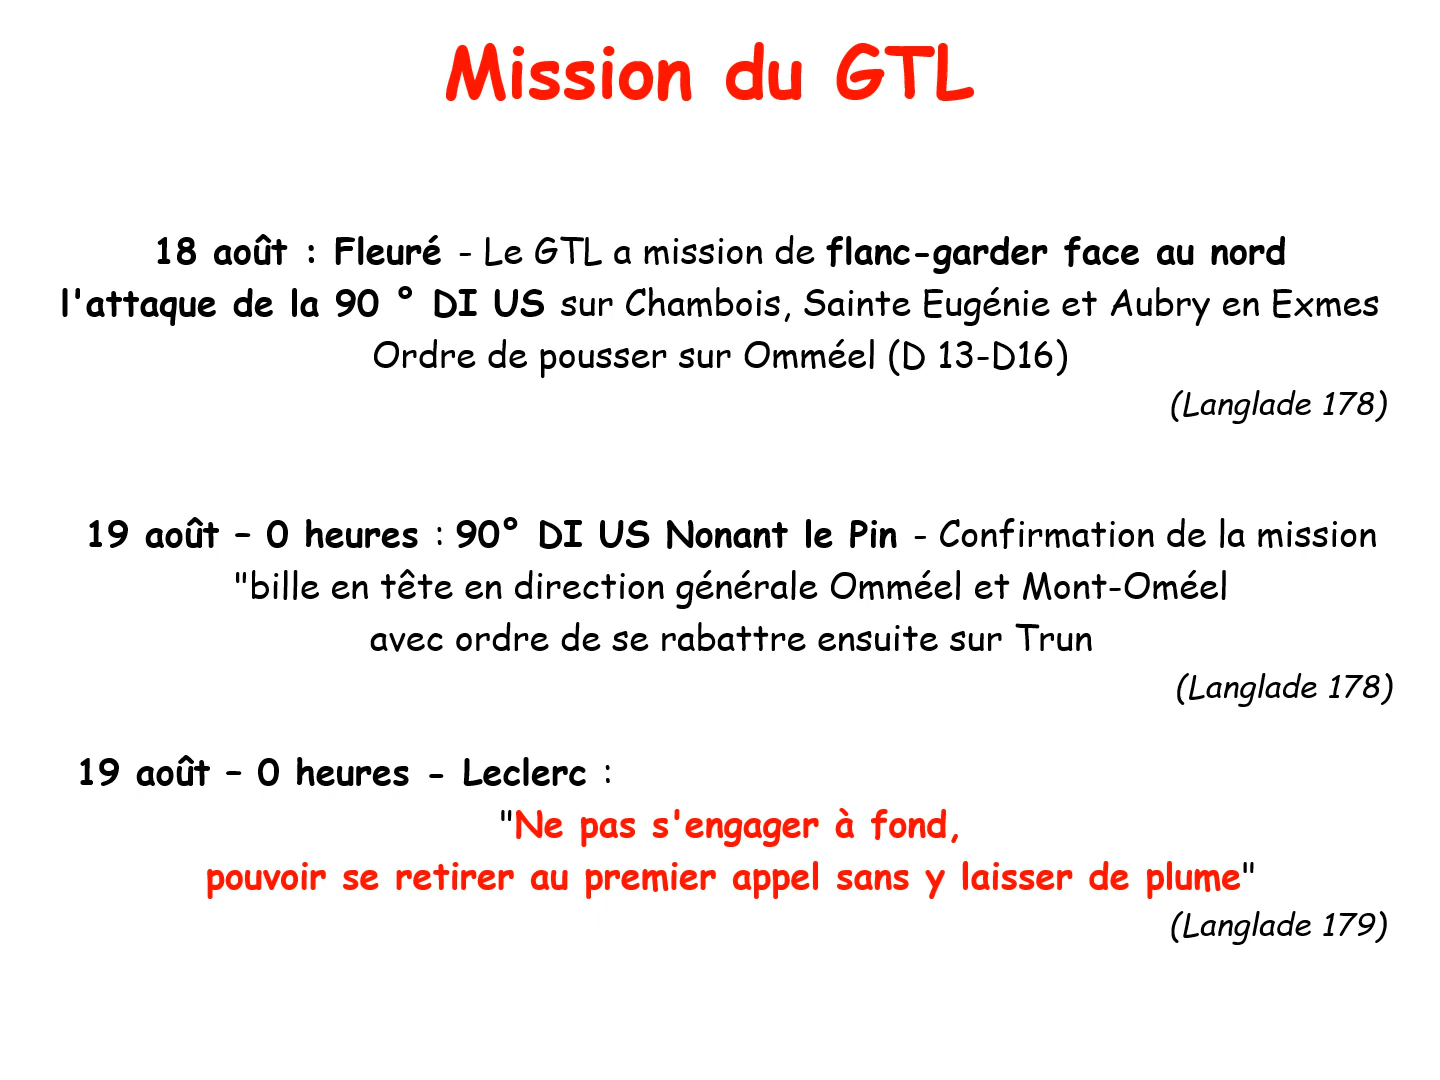 Mission du GTL
18 août : Fleuré - Le GTL a mission de flanc-garder face au nord
l'attaque de la 90 ° DI US sur Chambois, Sainte Eugénie et Aubry en Exmes
Ordre de pousser sur Omméel (D 13-D16)
(Langlade 178)
19 août – 0 heures : 90° DI US Nonant le Pin - Confirmation de la mission
"bille en tête en direction générale Omméel et Mont-Oméel
avec ordre de se rabattre ensuite sur Trun
(Langlade 178)
19 août – 0 heures - Leclerc :
"Ne pas s'engager à fond,
pouvoir se retirer au premier appel sans y laisser de plume"
(Langlade 179)